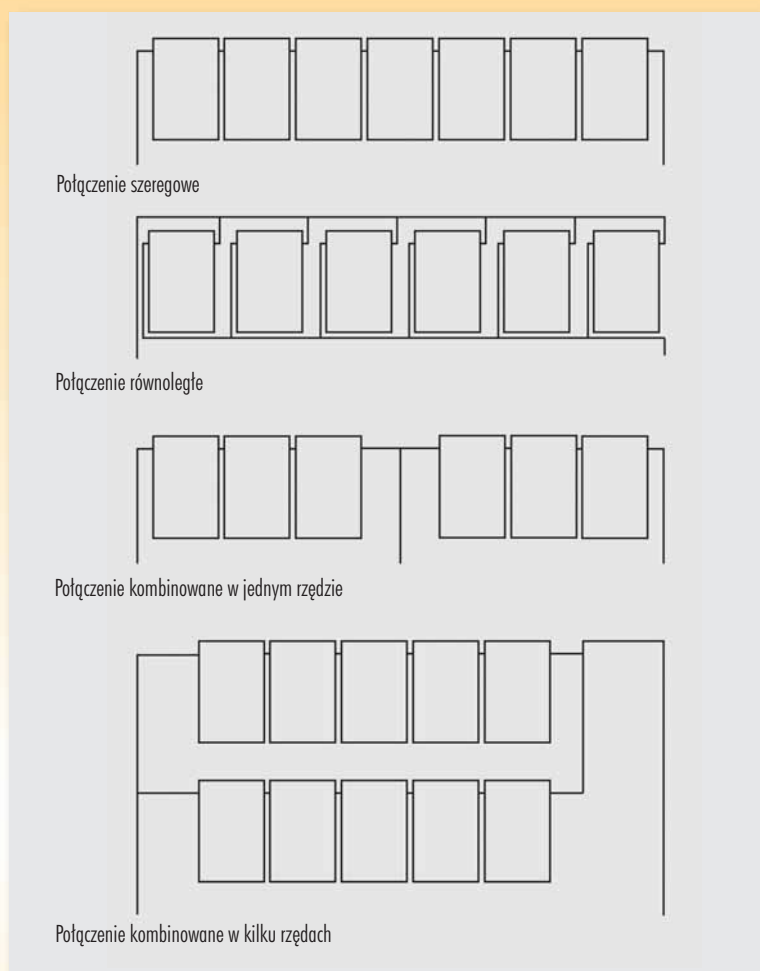 Połączenie szeregowe
Połączenie równoległe
Połączenie kombinowane w jednym rzędzie
Połączenie kombinowane w kilku rzędach